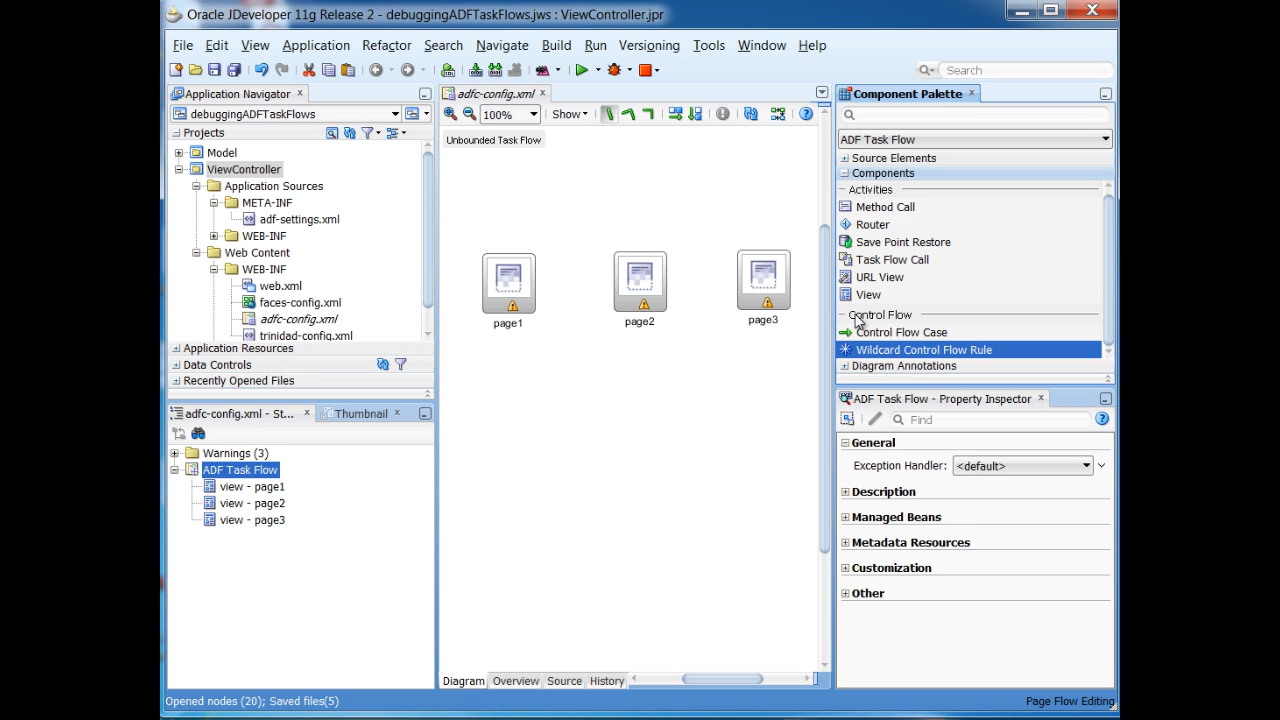 Oracle JDeveloper 11g Release 2 - debuggingADFTaskFlows.jws : ViewController.jpr
File Edit View Application Refactor Search Navigate Build Run Versioning Tools Window Help
Search
Application Navigator
debuggingADFTaskFlows
Projects
Model
ViewController
Application Sources
META-INF
adf-settings.xml
WEB-INF
Web Content
WEB-INF
web.xml
faces-config.xml
adfc-config.xml
trinidad-config.xml
Application Resources
Data Controls
Recently Opened Files
adfc-config.xml - St...
Thumbnail
Warnings (3)
ADF Task Flow
view - page1
view - page2
view - page3
adfc-config.xml
100%
Show
Unbounded Task Flow
page1
page2
page3
Diagram Overview Source History
Component Palette
ADF Task Flow
Source Elements
Components
Activities
Method Call
Router
Save Point Restore
Task Flow Call
URL View
View
Control Flow
Control Flow Case
Wildcard Control Flow Rule
Diagram Annotations
ADF Task Flow - Property Inspector
Find
General
Exception Handler: <default>
Description
Managed Beans
Metadata Resources
Customization
Other
Opened nodes (20); Saved files(5)
Page Flow Editing